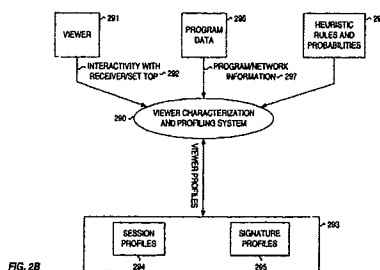 291
296
29
VIEWER
PROGRAM
DATA
HEURISTIC
RULES AND
PROBABILITIES
INTERACTIVITY WITH
RECEIVER/SET TOP
292
PROGRAM/NETWORK
INFORMATION
297
290
VIEWER CHARACTERIZATION
AND PROFILING SYSTEM
VIEWER PROFILES
293
SESSION
PROFILES
SIGNATURE
PROFILES
294
295
FIG. 2B